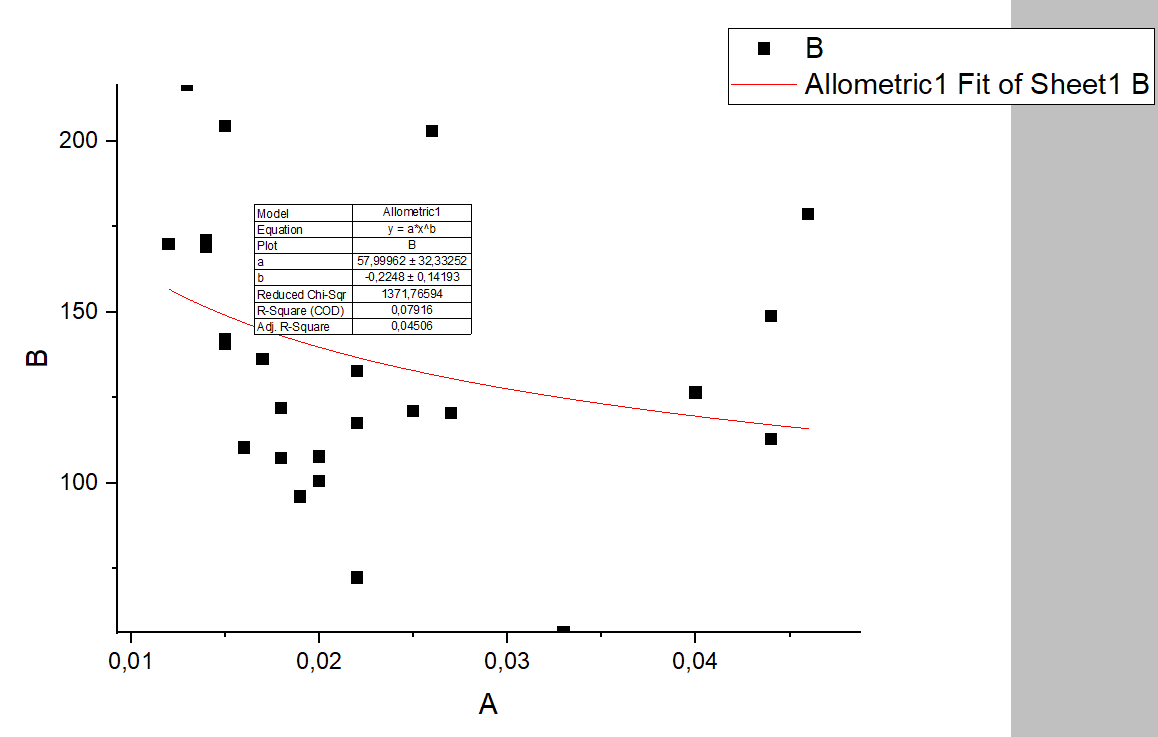 B
Allometric1 Fit of Sheet1 B
200
150
100
B
Model Allometric1
Equation y = a*x^b
Plot B
a 57,99962 ± 32,33252
b -0,2248 ± 0,14193
Reduced Chi-Sqr 1371,76594
R-Square (COD) 0,07916
Adj. R-Square 0,04506
0,01 0,02 0,03 0,04
A